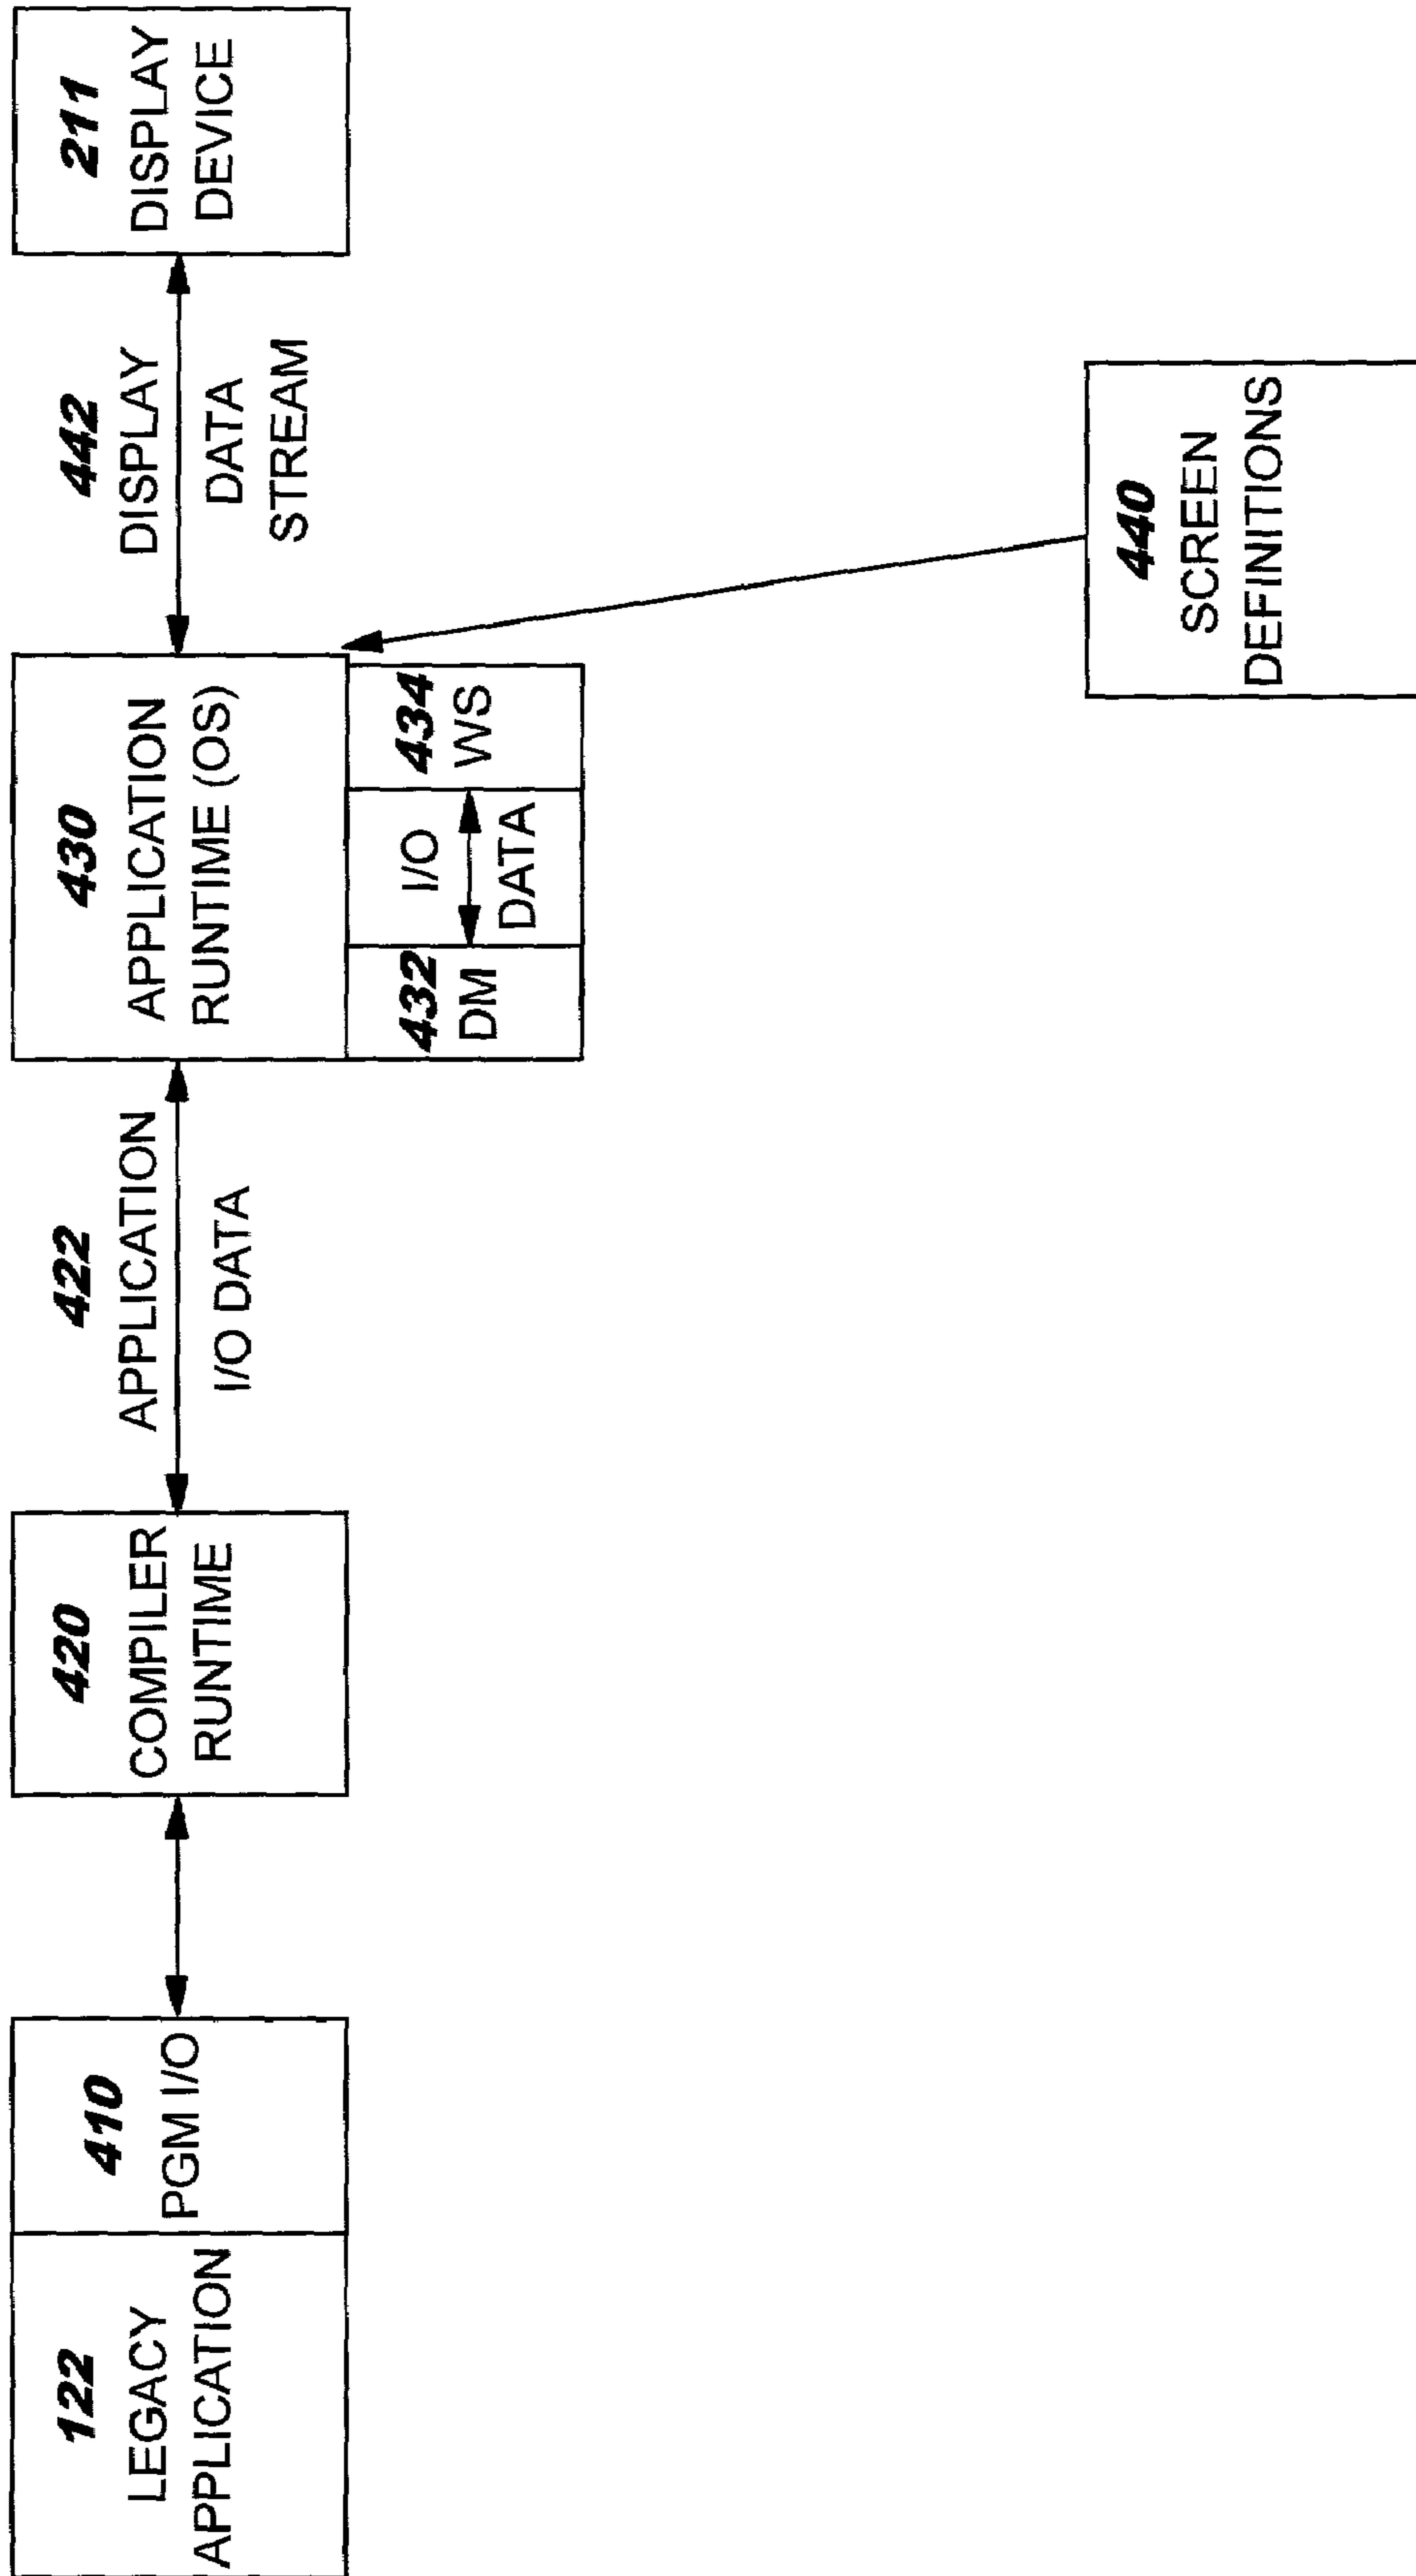 122
LEGACY
APPLICATION
410
PGM I/O
420
COMPILER
RUNTIME
422
APPLICATION
I/O DATA
430
APPLICATION
RUNTIME (OS)
432
DM
I/O
DATA
434
WS
442
DISPLAY
DATA
STREAM
211
DISPLAY
DEVICE
440
SCREEN
DEFINITIONS